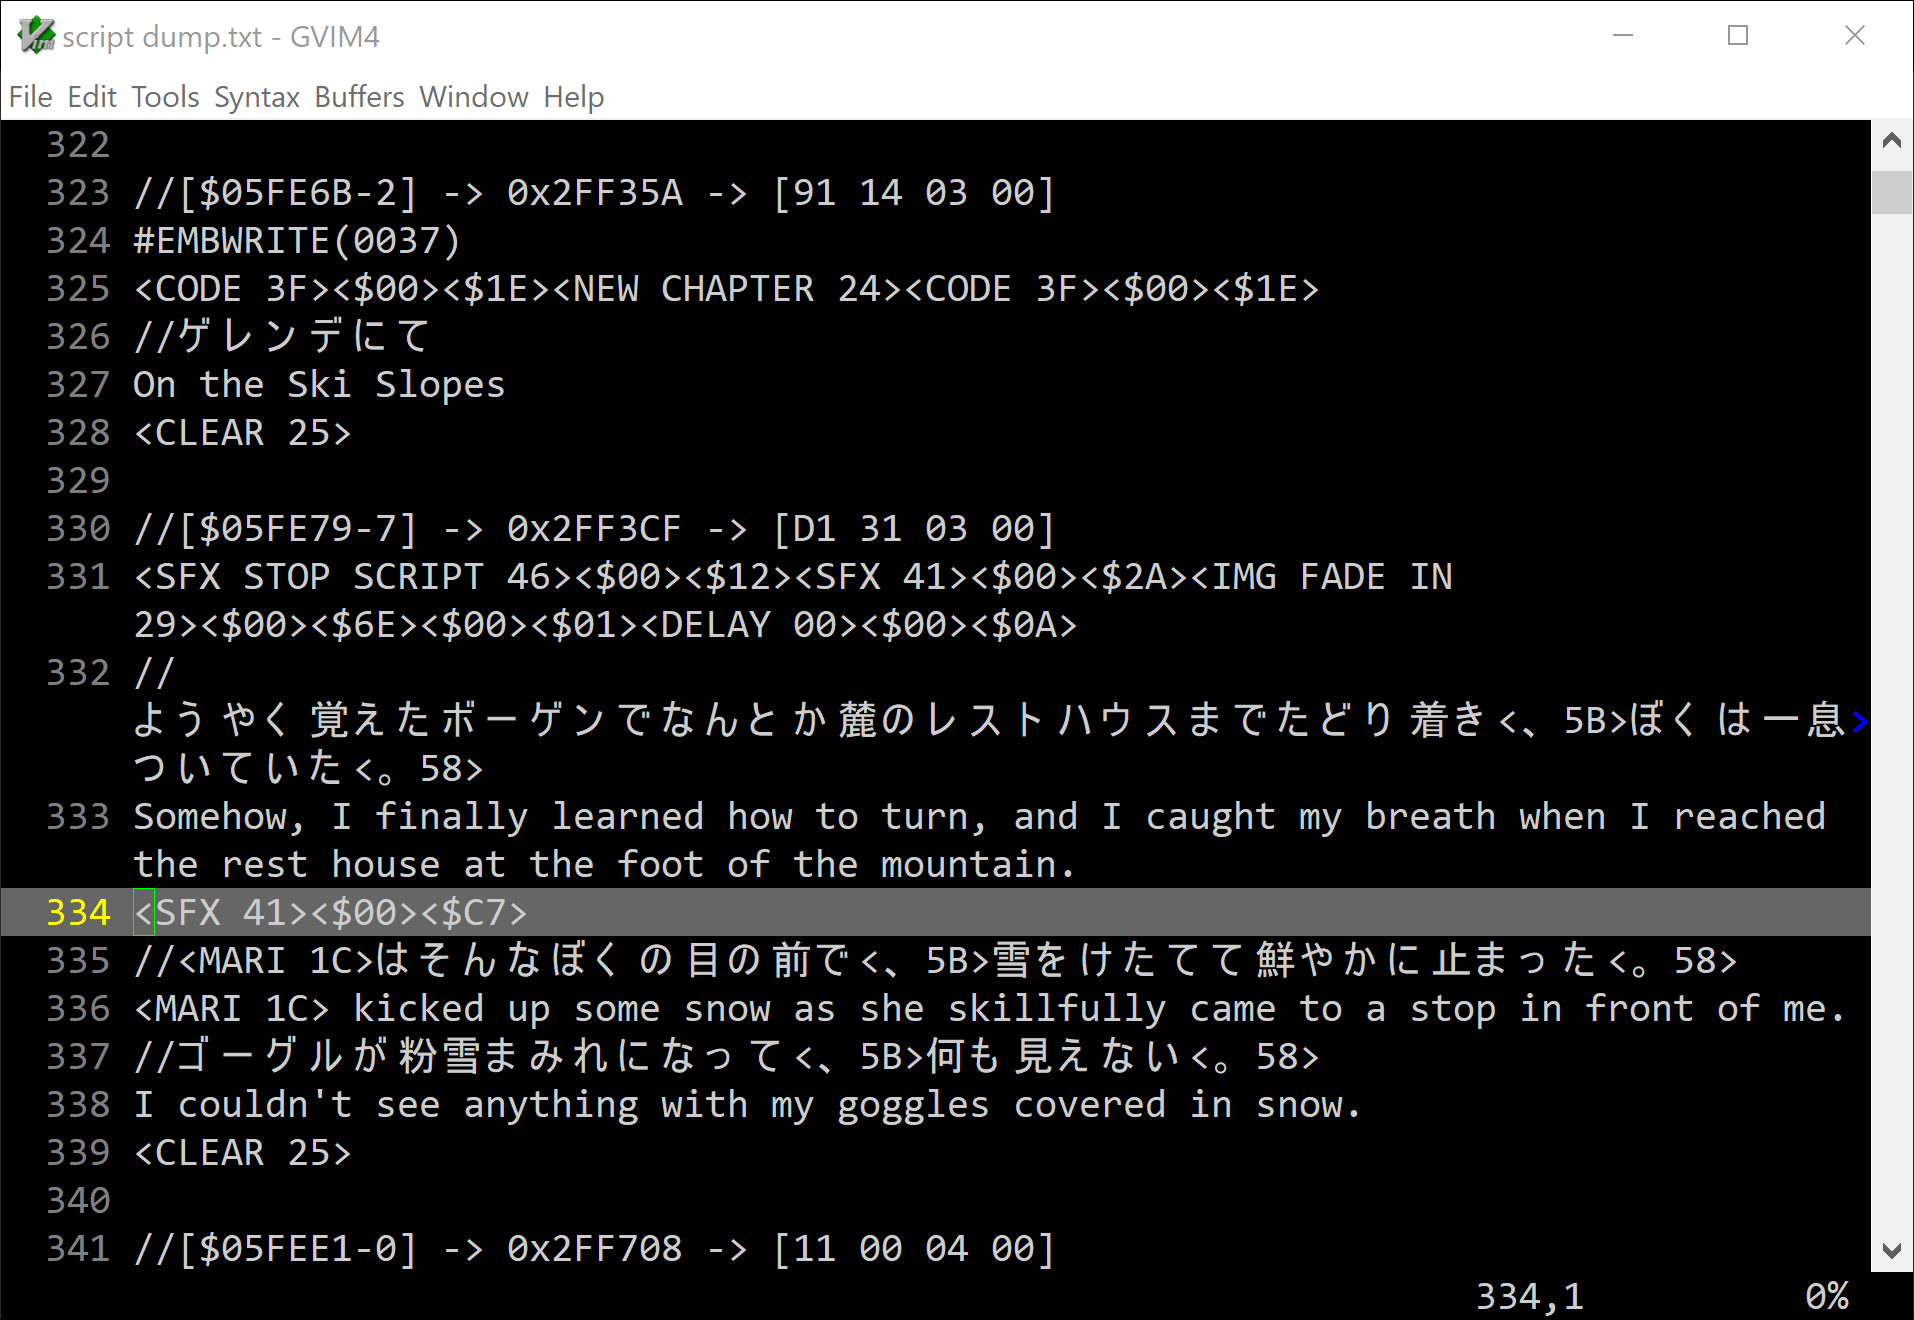 script dump.txt - GVIM4
File Edit Tools Syntax Buffers Window Help
322
323 //[$05FE6B-2] -> 0x2FF35A -> [91 14 03 00]
324 #EMBWRITE(0037)
325 <CODE 3F><$00><$1E><NEW CHAPTER 24><CODE 3F><$00><$1E>
326 //ゲレンデにて
327 On the Ski Slopes
328 <CLEAR 25>
329
330 //[$05FE79-7] -> 0x2FF3CF -> [D1 31 03 00]
331 <SFX STOP SCRIPT 46><$00><$12><SFX 41><$00><$2A><IMG FADE IN
29><$00><$6E><$00><$01><DELAY 00><$00><$0A>
332 //
ようやく覚えたボーゲンでなんとか麓のレストハウスまでたどり着き<、5B>ぼくは一息>
ついていた<。58>
333 Somehow, I finally learned how to turn, and I caught my breath when I reached
the rest house at the foot of the mountain.
334 <SFX 41><$00><$C7>
335 //<MARI 1C>はそんなぼくの目の前で<、5B>雪をけたてて鮮やかに止まった<。58>
336 <MARI 1C> kicked up some snow as she skillfully came to a stop in front of me.
337 //ゴーグルが粉雪まみれになって<、5B>何も見えない<。58>
338 I couldn't see anything with my goggles covered in snow.
339 <CLEAR 25>
340
341 //[$05FEE1-0] -> 0x2FF708 -> [11 00 04 00]
334,1 0%